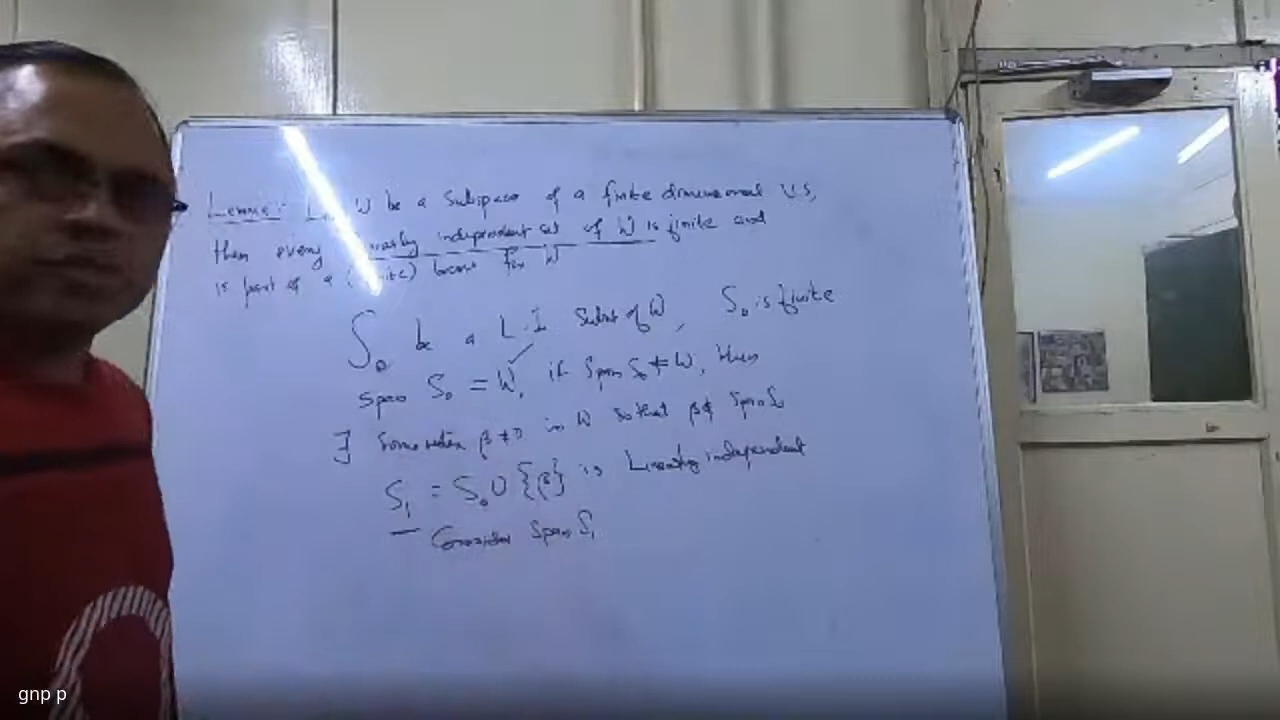 Lemma:- Let W be a Subspace of a finite dimensional V.S,
then every linearly independent set of W is finite and
is part of a (finite) basis for W
S₀ be a L.I Subset of W, S₀ is finite
Span S₀ = W, if Span S₀ ≠ W, then
∃ Some vector β ≠ 0 in W so that β ∉ Span S₀
S₁ = S₀ ∪ {β} is Linearly independent
Consider Span S₁
gnp p